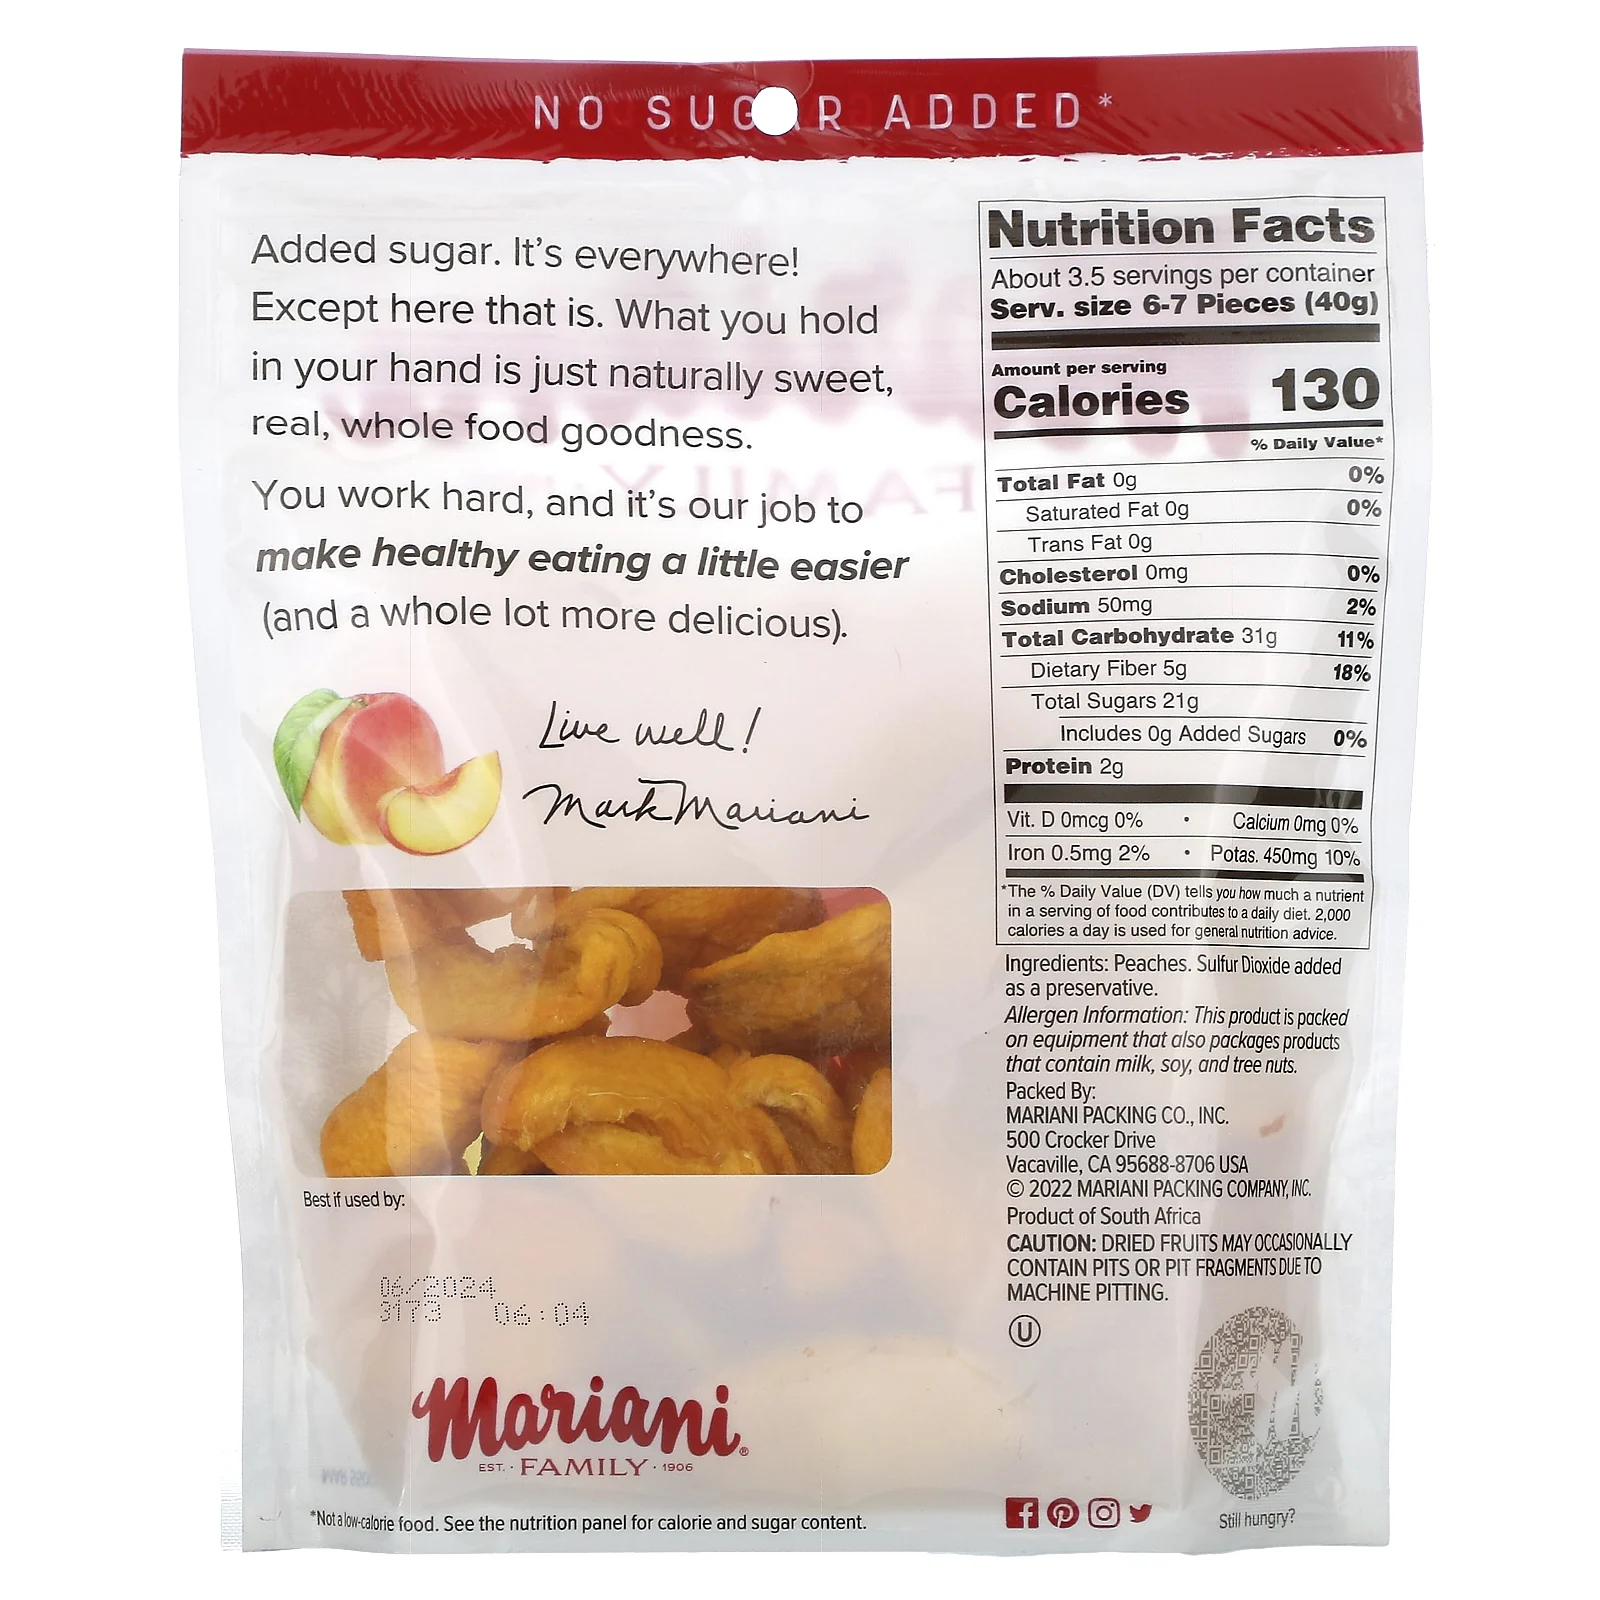 NO SUGAR ADDED*
Added sugar. It's everywhere!
Except here that is. What you hold
in your hand is just naturally sweet,
real, whole food goodness.
You work hard, and it's our job to
make healthy eating a little easier
(and a whole lot more delicious).
Live well!
Mark Mariani
Best if used by:
06/2024
3173 06:04
Mariani®
EST. · FAMILY · 1906
*Not a low-calorie food. See the nutrition panel for calorie and sugar content.
Nutrition Facts
About 3.5 servings per container
Serv. size 6-7 Pieces (40g)
Amount per serving
Calories 130
% Daily Value*
Total Fat 0g 0%
Saturated Fat 0g 0%
Trans Fat 0g
Cholesterol 0mg 0%
Sodium 50mg 2%
Total Carbohydrate 31g 11%
Dietary Fiber 5g 18%
Total Sugars 21g
Includes 0g Added Sugars 0%
Protein 2g
Vit. D 0mcg 0% • Calcium 0mg 0%
Iron 0.5mg 2% • Potas. 450mg 10%
*The % Daily Value (DV) tells you how much a nutrient
in a serving of food contributes to a daily diet. 2,000
calories a day is used for general nutrition advice.
Ingredients: Peaches. Sulfur Dioxide added
as a preservative.
Allergen Information: This product is packed
on equipment that also packages products
that contain milk, soy, and tree nuts.
Packed By:
MARIANI PACKING CO., INC.
500 Crocker Drive
Vacaville, CA 95688-8706 USA
© 2022 MARIANI PACKING COMPANY, INC.
Product of South Africa
CAUTION: DRIED FRUITS MAY OCCASIONALLY
CONTAIN PITS OR PIT FRAGMENTS DUE TO
MACHINE PITTING.
U
Still hungry?